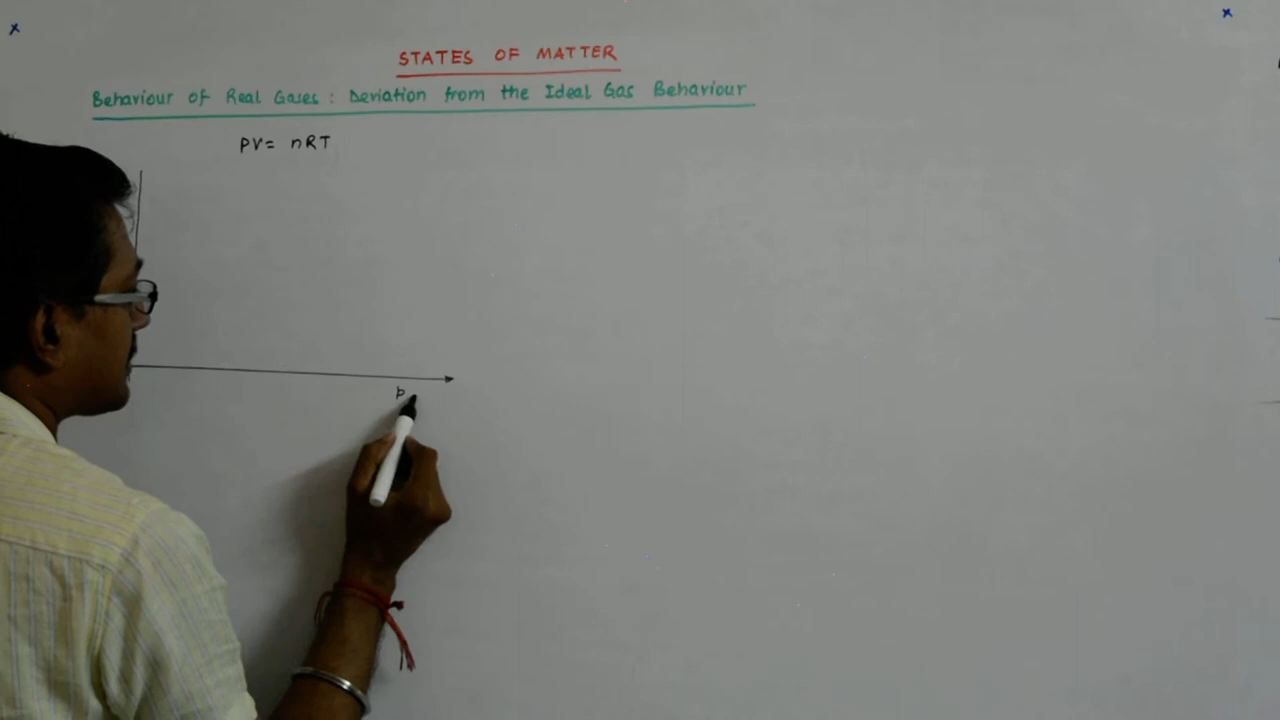 x x
STATES OF MATTER
Behaviour of Real Gases : Deviation from the Ideal Gas Behaviour
PV = nRT
p